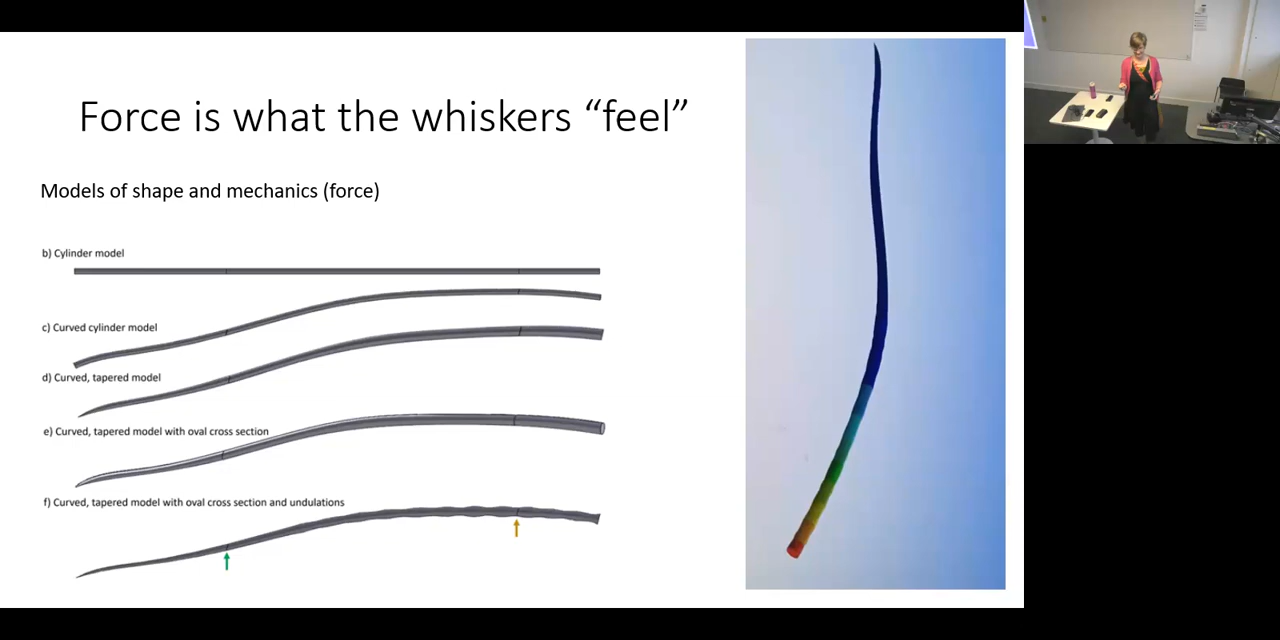 Force is what the whiskers “feel”
Models of shape and mechanics (force)
b) Cylinder model
c) Curved cylinder model
d) Curved, tapered model
e) Curved, tapered model with oval cross section
f) Curved, tapered model with oval cross section and undulations